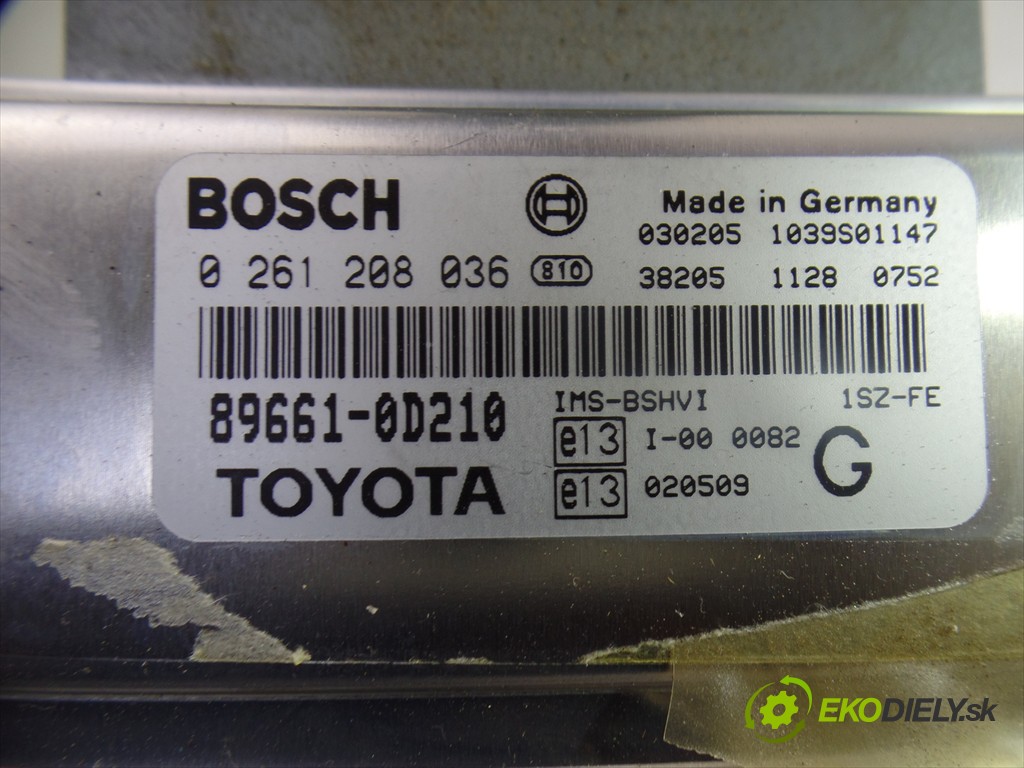 BOSCH
Made in Germany
030205 1039S01147
0 261 208 036 810
38205 1128 0752
89661-0D210
IMS-BSHVI 1SZ-FE
e13 I-00 0082
G
TOYOTA
e13 020509
EKODIELY.sk